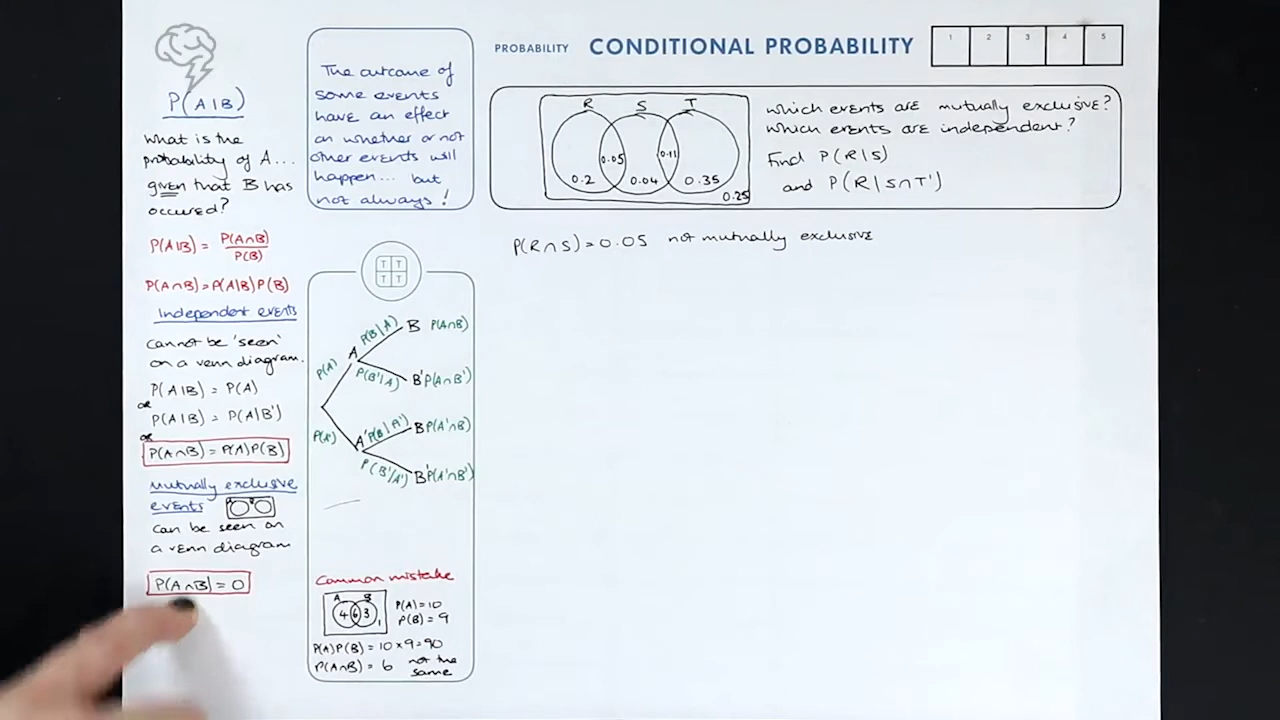 PROBABILITY CONDITIONAL PROBABILITY
1 2 3 4 5
P(A|B)
What is the
probability of A...
given that B has
occured?
P(A|B) = P(A∩B)
P(B)
P(A∩B)=P(A|B)P(B)
Independent events
cannot be 'seen'
on a venn diagram.
P(A|B) = P(A)
or
P(A|B) = P(A|B')
or
P(A∩B) = P(A)P(B)
Mutually exclusive
events
can be seen on
a venn diagram
P(A∩B) = 0
The outcome of
some events
have an effect
on whether or not
other events will
happen... but
not always!
T T
T T
P(A)
A
P(B|A)
B P(A∩B)
P(B'|A)
B' P(A∩B')
P(A')
A'
P(B|A')
B P(A'∩B)
P(B'|A')
B' P(A'∩B')
Common mistake
A B
4 6 3
1
P(A)=10
P(B)=9
P(A)P(B) = 10×9=90
P(A∩B) = 6 not the
same
R S T
0.05 0.11
0.2 0.04 0.35
0.25
Which events are mutually exclusive?
Which events are independent?
Find P(R|S)
and P(R|S∩T')
P(R∩S)=0.05 not mutually exclusive